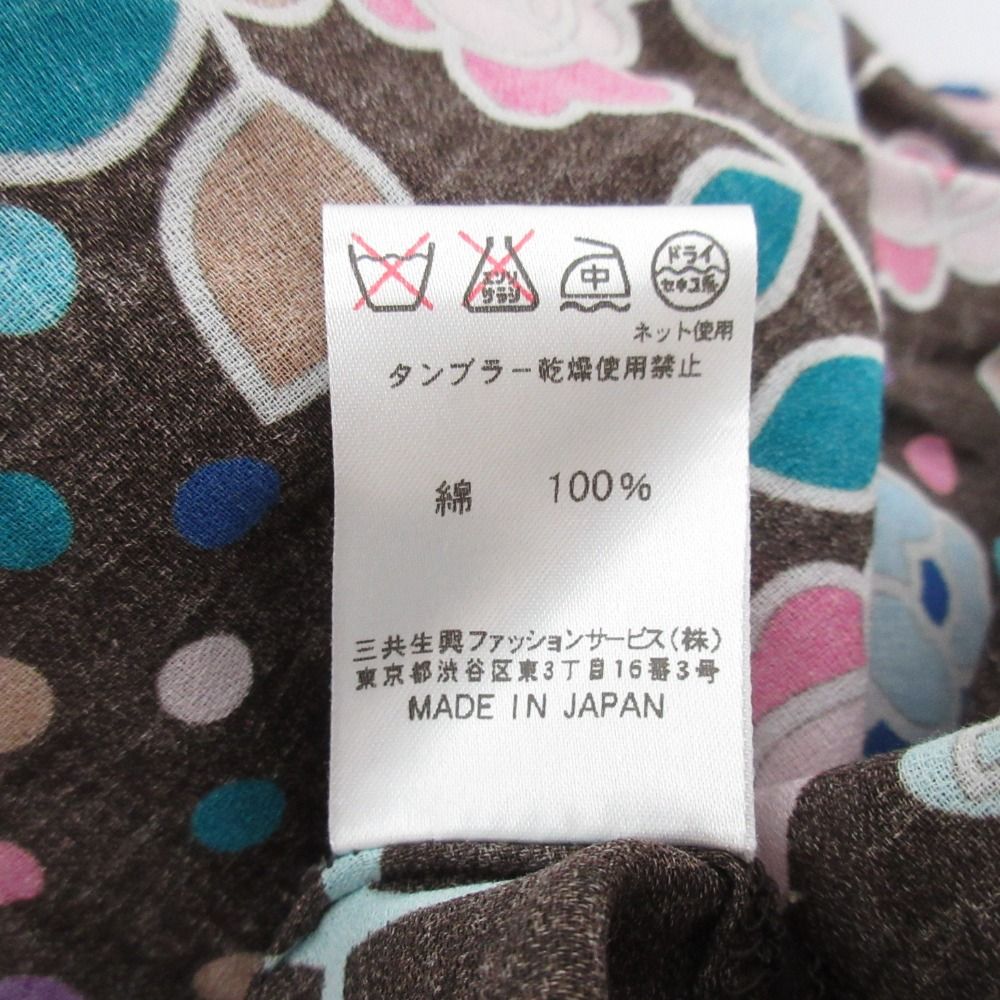 エンソ
サラシ
中
ドライ
セキユ系
ネット使用
タンブラー乾燥使用禁止
綿 100%
三共生興ファッションサービス(株)
東京都渋谷区東3丁目16番3号
MADE IN JAPAN